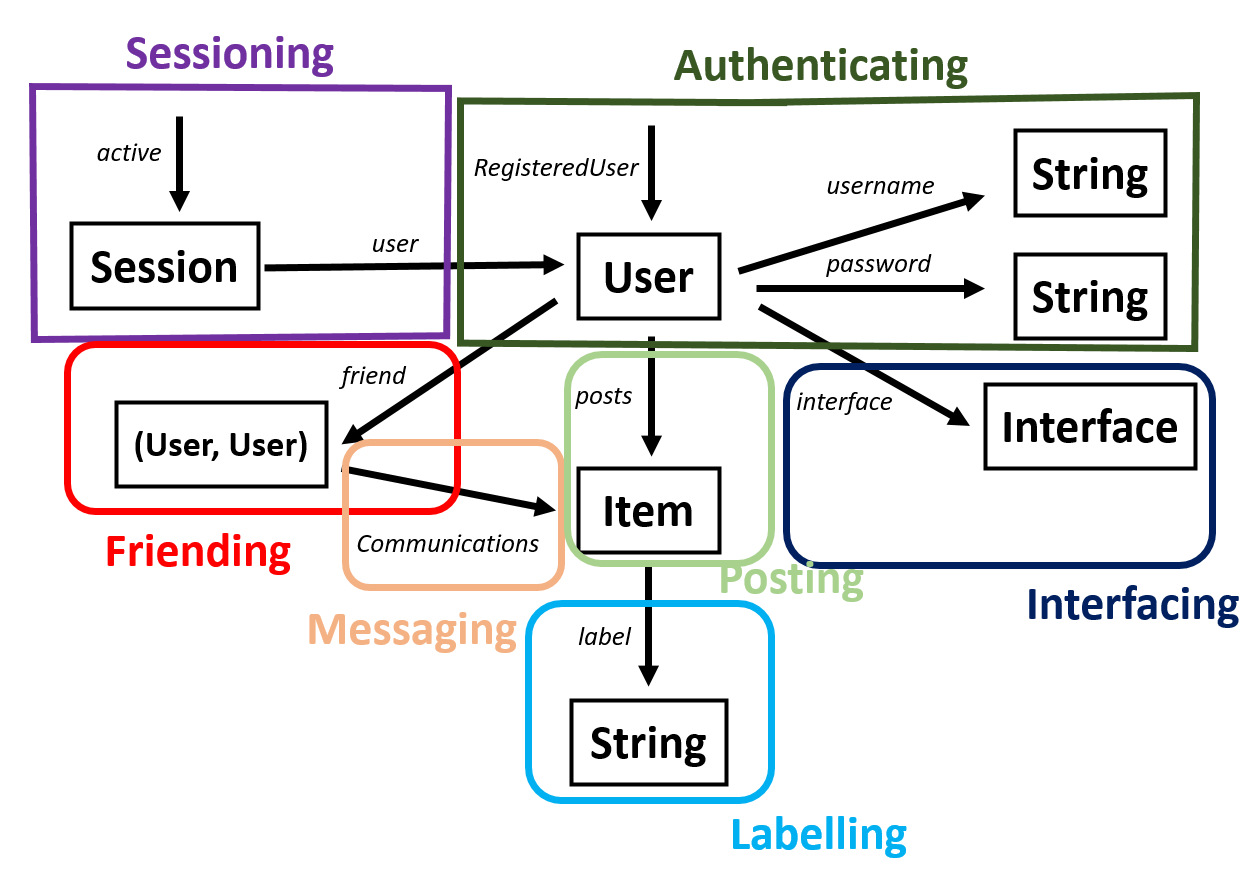 Sessioning
Authenticating
active
RegisteredUser
username
String
Session
user
User
password
String
friend
posts
interface
Interface
(User, User)
Item
Communications
Friending
Posting
Interfacing
Messaging
label
String
Labelling